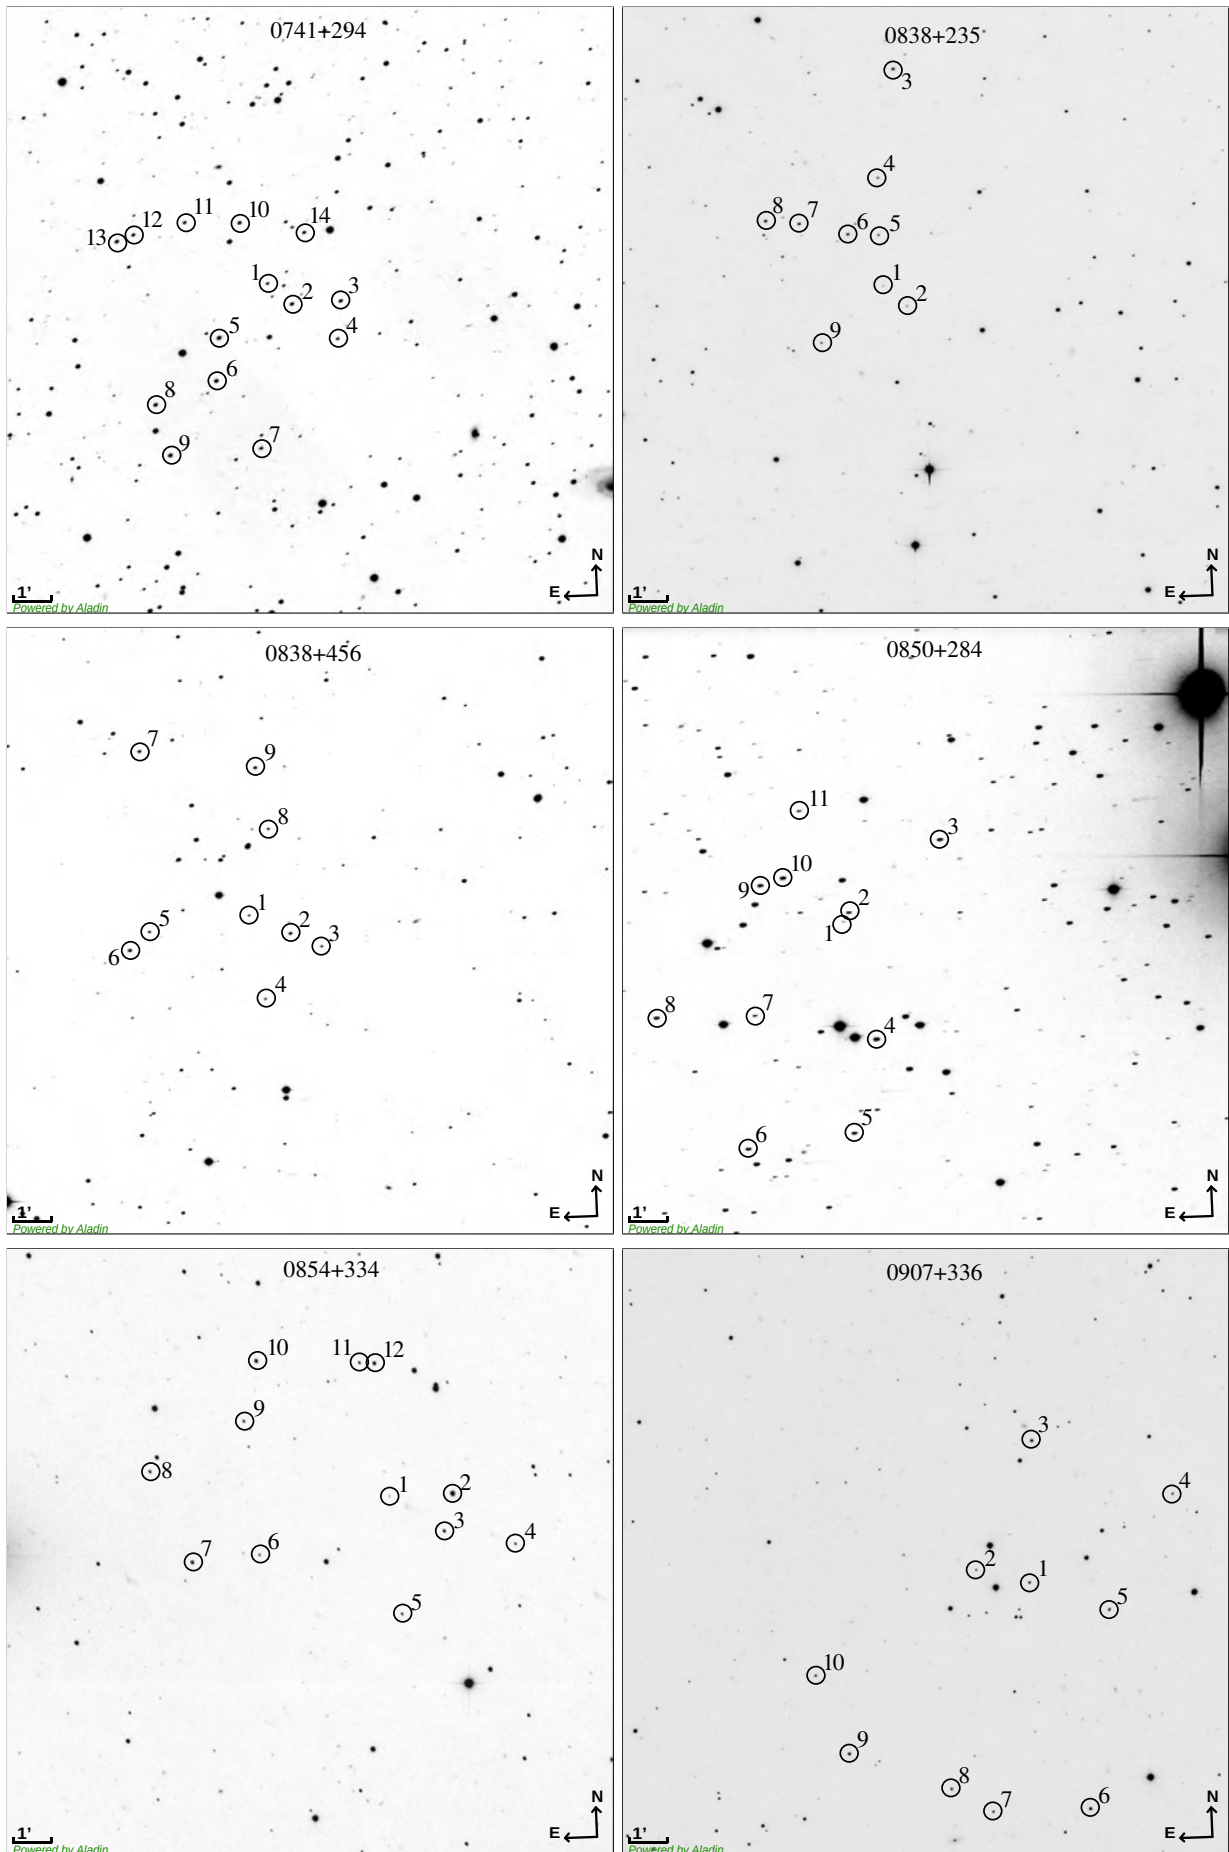 0741+294
13 12 11 10 14
1 2 3
5 4
6
8
9 7
1'
Powered by Aladin
N
E
0838+235
3
4
8 7 6 5
1
2
9
1'
Powered by Aladin
N
E
0838+456
7 9
8
1
5 2 3
6
4
1'
Powered by Aladin
N
E
0850+284
11
3
9 10
2
1
8 7
4
5
6
1'
Powered by Aladin
N
E
0854+334
10 11 12
9
8
1 2
3
7 6 4
5
1'
Powered by Aladin
N
E
0907+336
3
4
2 1
5
10
9
8
7 6
1'
Powered by Aladin
N
E